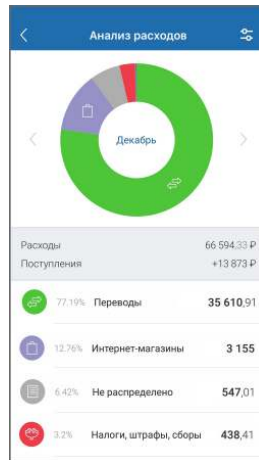 Анализ расходов
Декабрь
Расходы 66 594,33 ₽
Поступления +13 873 ₽
77.19% Переводы 35 610,91
12.76% Интернет-магазины 3 155
6.42% Не распределено 547,01
3.2% Налоги, штрафы, сборы 438,41